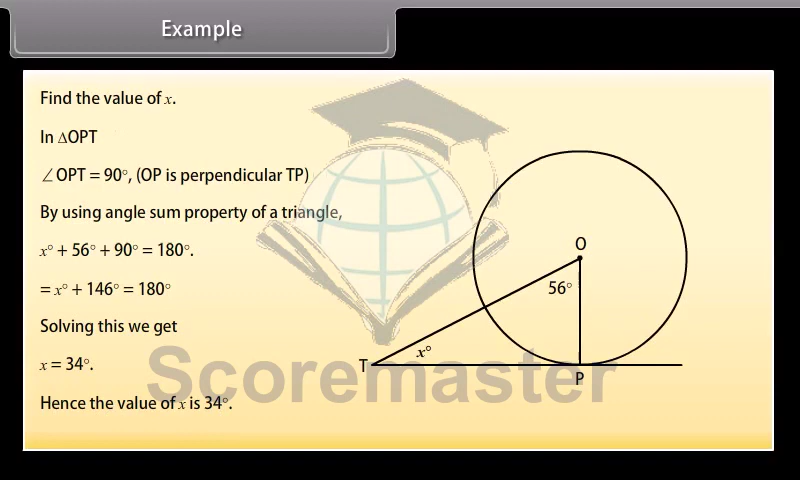 Example
Find the value of x.
In ΔOPT
∠OPT = 90°, (OP is perpendicular TP)
By using angle sum property of a triangle,
x° + 56° + 90° = 180°.
= x° + 146° = 180°
Solving this we get
x = 34°.
Hence the value of x is 34°.
O
56°
T
x°
P
Scoremaster